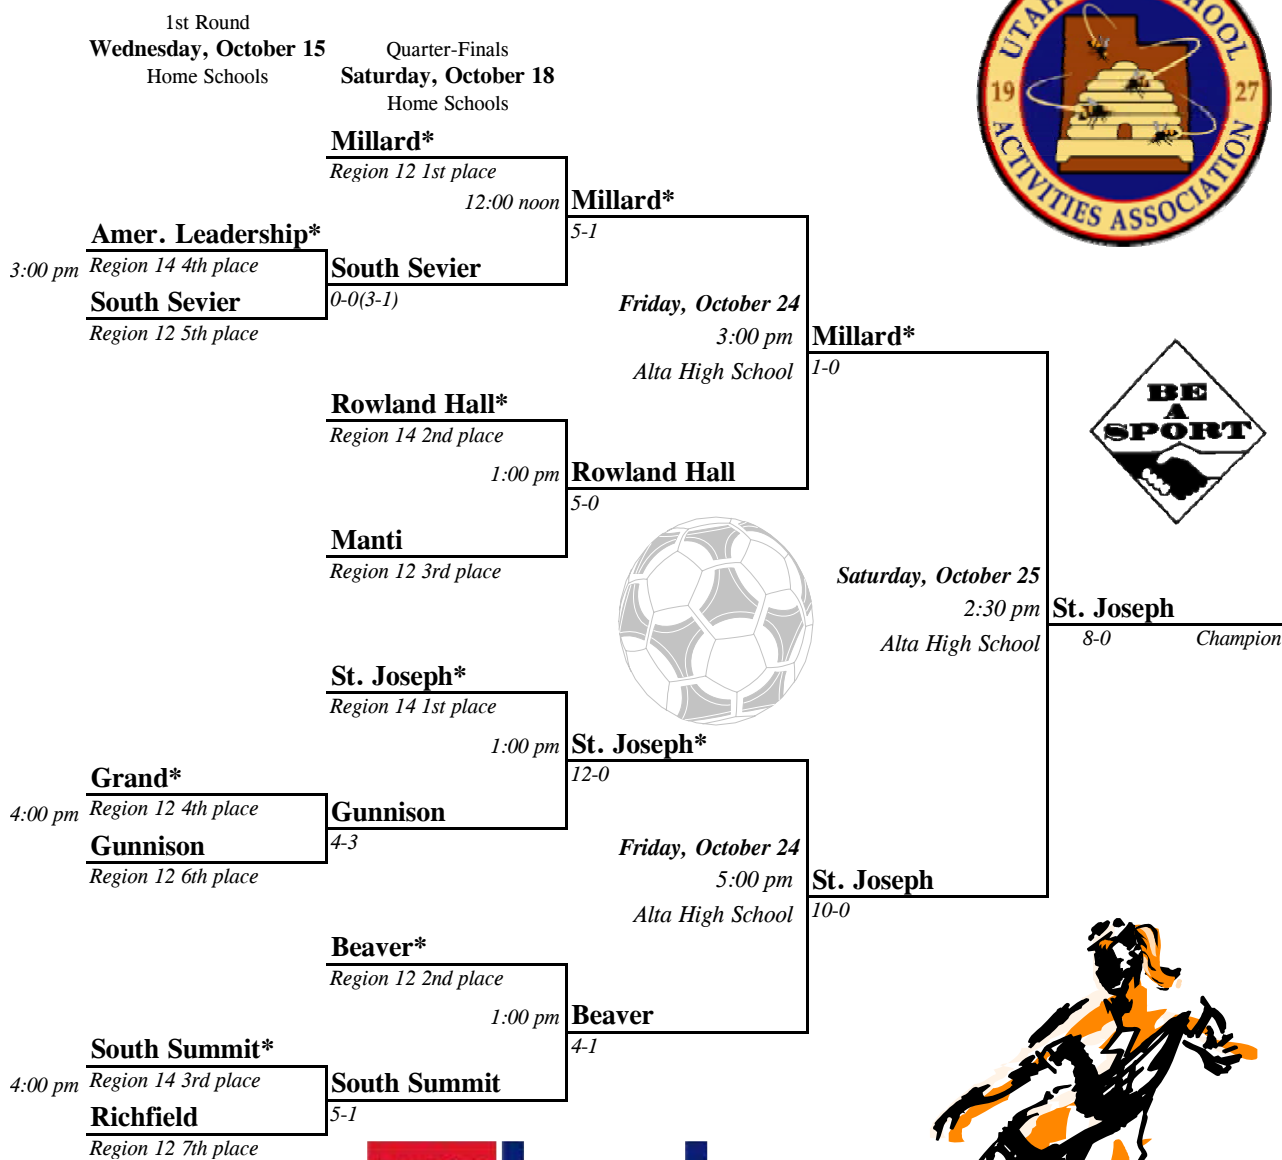 1st Round
Wednesday, October 15
Home Schools
Quarter-Finals
Saturday, October 18
Home Schools
UTAH
HOOL
19 27
ACTIVITIES ASSOCIATION
Millard*
Region 12 1st place
12:00 noon
Millard*
5-1
Amer. Leadership*
3:00 pm
Region 14 4th place
South Sevier
South Sevier
0-0(3-1)
Region 12 5th place
Friday, October 24
3:00 pm
Alta High School
Millard*
1-0
Rowland Hall*
Region 14 2nd place
1:00 pm
Rowland Hall
5-0
Manti
Region 12 3rd place
BE
A
SPORT
Saturday, October 25
2:30 pm
Alta High School
St. Joseph
8-0 Champion
St. Joseph*
Region 14 1st place
1:00 pm
St. Joseph*
12-0
Grand*
4:00 pm
Region 12 4th place
Gunnison
Gunnison
4-3
Region 12 6th place
Friday, October 24
5:00 pm
Alta High School
St. Joseph
10-0
Beaver*
Region 12 2nd place
1:00 pm
Beaver
4-1
South Summit*
4:00 pm
Region 14 3rd place
South Summit
5-1
Richfield
Region 12 7th place